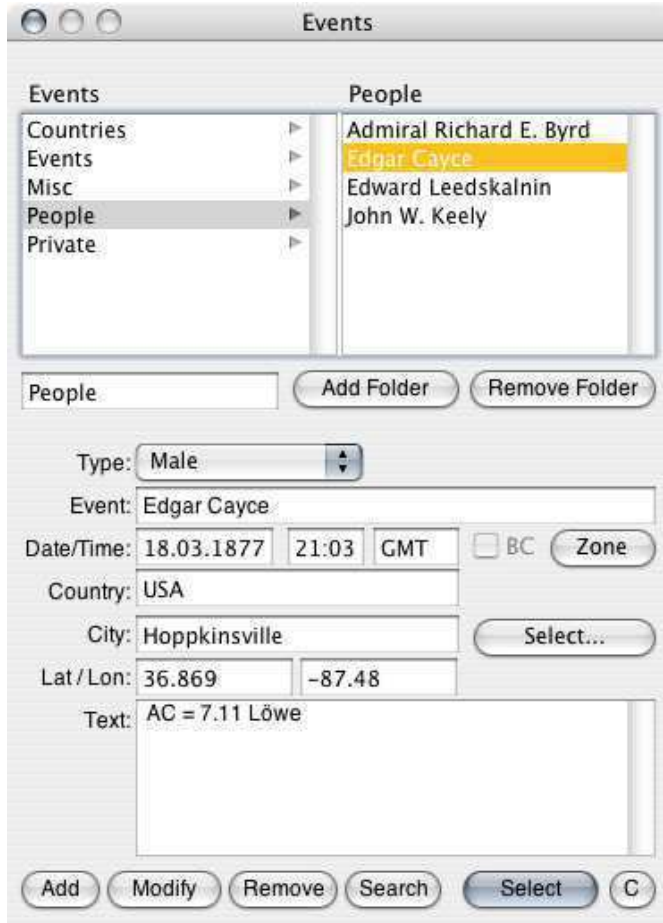 Events
Events People
Countries Admiral Richard E. Byrd
Events Edgar Cayce
Misc Edward Leedskalnin
People John W. Keely
Private
People Add Folder Remove Folder
Type: Male
Event: Edgar Cayce
Date/Time: 18.03.1877 21:03 GMT BC Zone
Country: USA
City: Hoppkinsville Select...
Lat / Lon: 36.869 -87.48
Text: AC = 7.11 Löwe
Add Modify Remove Search Select C